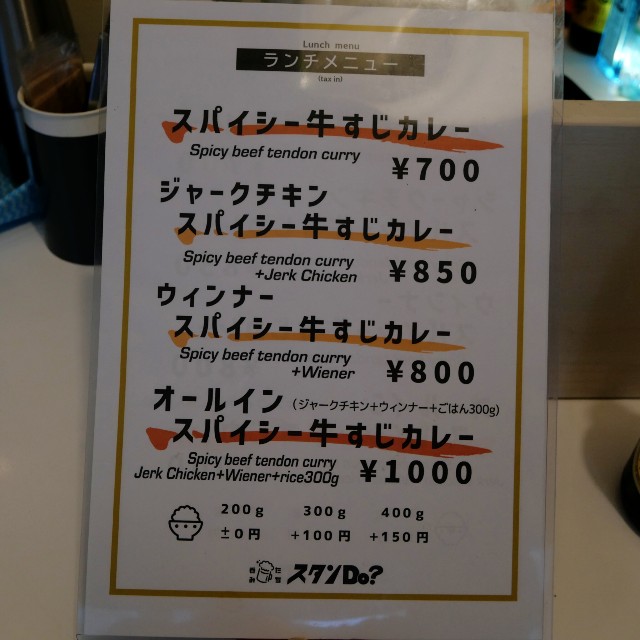 Lunch menu
ランチメニュー
(tax in)
スパイシー牛すじカレー
Spicy beef tendon curry
¥700
ジャークチキン
スパイシー牛すじカレー
Spicy beef tendon curry
+Jerk Chicken
¥850
ウィンナー
スパイシー牛すじカレー
Spicy beef tendon curry
+Wiener
¥800
オールイン (ジャークチキン+ウィンナー+ごはん300g)
スパイシー牛すじカレー
Spicy beef tendon curry
Jerk Chicken+Wiener+rice300g
¥1000
200g 300g 400g
±0円 +100円 +150円
スタンDo?